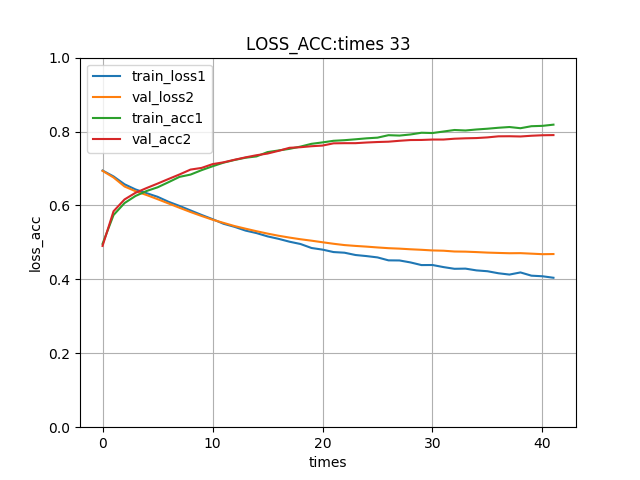 LOSS_ACC:times 33
train_loss1
val_loss2
train_acc1
val_acc2
loss_acc
1.0
0.8
0.6
0.4
0.2
0.0
0 10 20 30 40
times